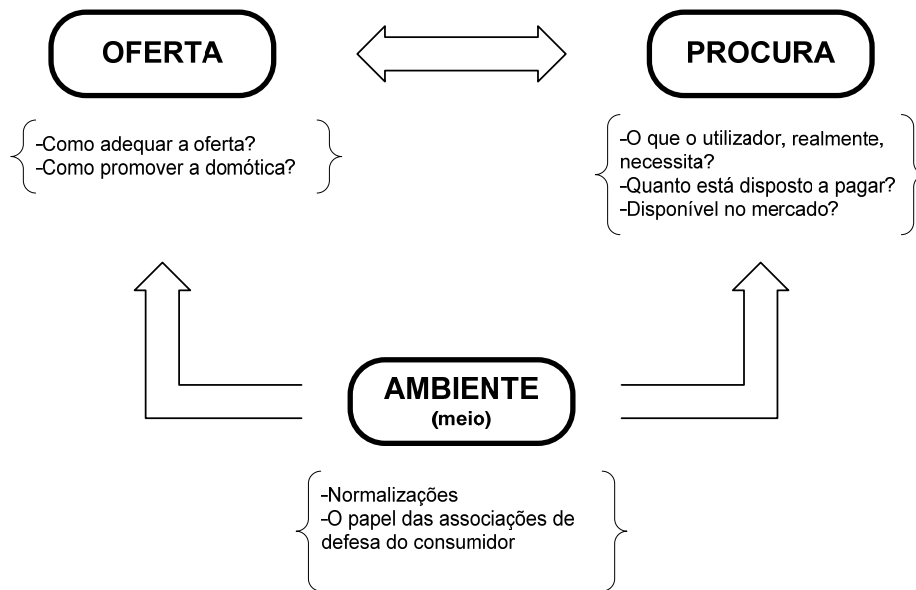 OFERTA
PROCURA
-Como adequar a oferta?
-Como promover a domótica?
-O que o utilizador, realmente,
necessita?
-Quanto está disposto a pagar?
-Disponível no mercado?
AMBIENTE
(meio)
-Normalizações
-O papel das associações de
defesa do consumidor